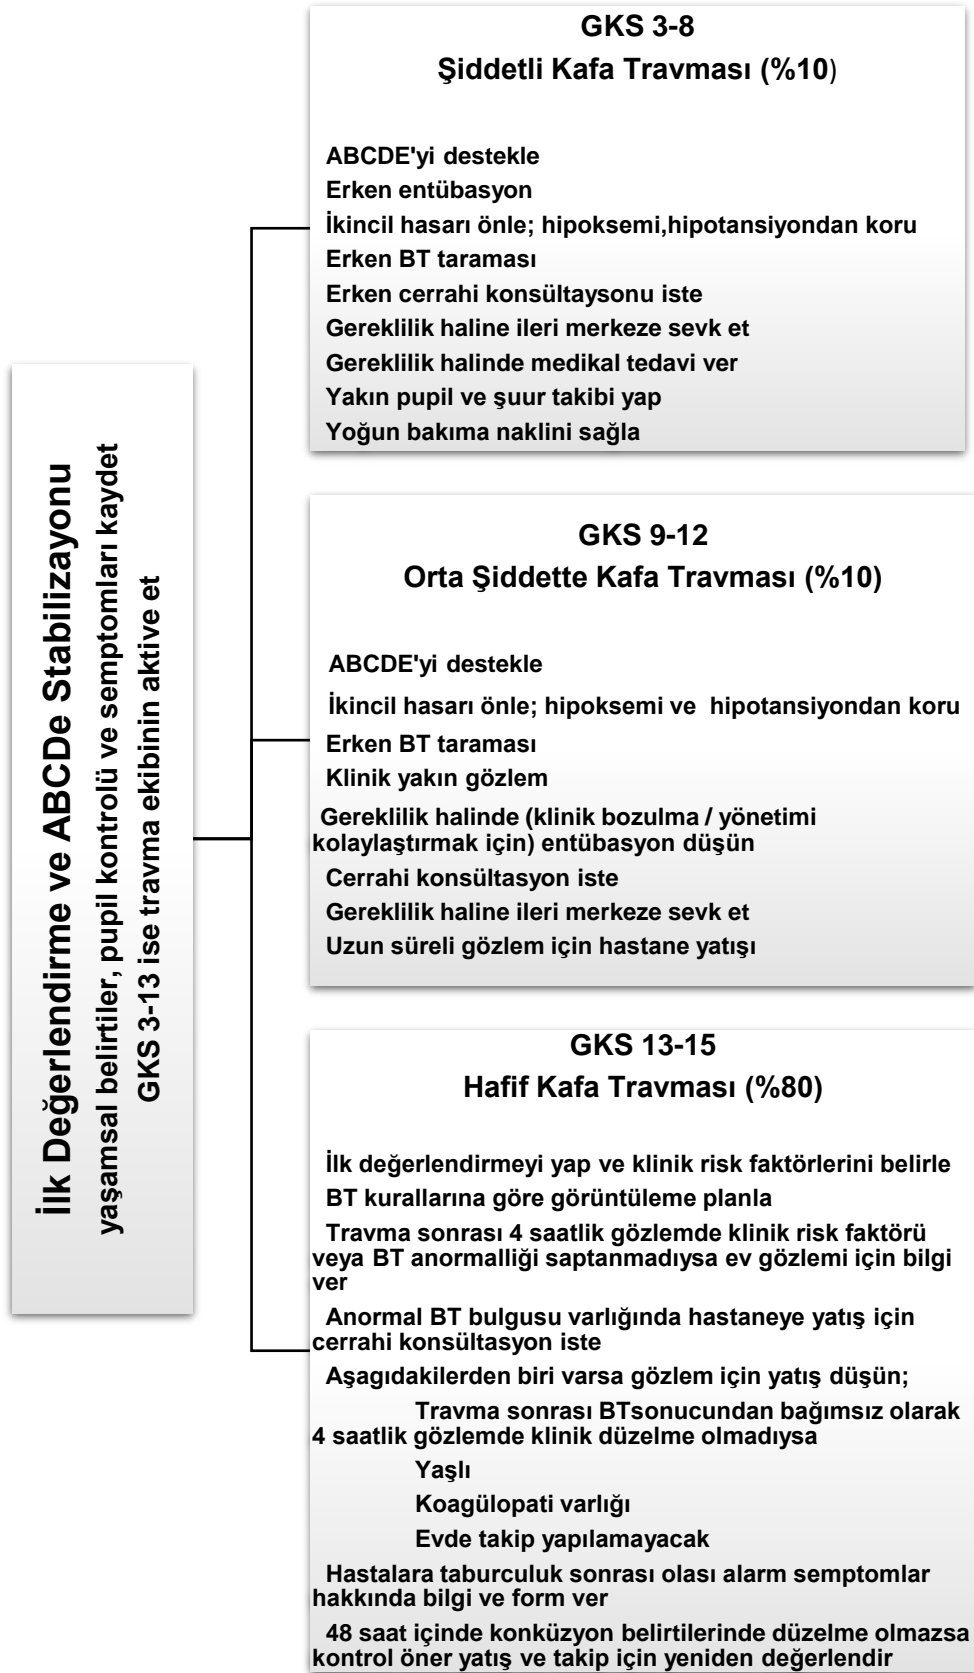 İlk Değerlendirme ve ABCDe Stabilizayonu
yaşamsal belirtiler, pupil kontrolü ve semptomları kaydet
GKS 3-13 ise travma ekibinin aktive et
GKS 3-8
Şiddetli Kafa Travması (%10)
ABCDE'yi destekle
Erken entübasyon
İkincil hasarı önle; hipoksemi,hipotansiyondan koru
Erken BT taraması
Erken cerrahi konsültaysonu iste
Gereklilik haline ileri merkeze sevk et
Gereklilik halinde medikal tedavi ver
Yakın pupil ve şuur takibi yap
Yoğun bakıma naklini sağla
GKS 9-12
Orta Şiddette Kafa Travması (%10)
ABCDE'yi destekle
İkincil hasarı önle; hipoksemi ve hipotansiyondan koru
Erken BT taraması
Klinik yakın gözlem
Gereklilik halinde (klinik bozulma / yönetimi
kolaylaştırmak için) entübasyon düşün
Cerrahi konsültasyon iste
Gereklilik haline ileri merkeze sevk et
Uzun süreli gözlem için hastane yatışı
GKS 13-15
Hafif Kafa Travması (%80)
İlk değerlendirmeyi yap ve klinik risk faktörlerini belirle
BT kurallarına göre görüntüleme planla
Travma sonrası 4 saatlik gözlemde klinik risk faktörü
veya BT anormalliği saptanmadıysa ev gözlemi için bilgi
ver
Anormal BT bulgusu varlığında hastaneye yatış için
cerrahi konsültasyon iste
Aşagıdakilerden biri varsa gözlem için yatış düşün;
Travma sonrası BTsonucundan bağımsız olarak
4 saatlik gözlemde klinik düzelme olmadıysa
Yaşlı
Koagülopati varlığı
Evde takip yapılamayacak
Hastalara taburculuk sonrası olası alarm semptomlar
hakkında bilgi ve form ver
48 saat içinde konküzyon belirtilerinde düzelme olmazsa
kontrol öner yatış ve takip için yeniden değerlendir